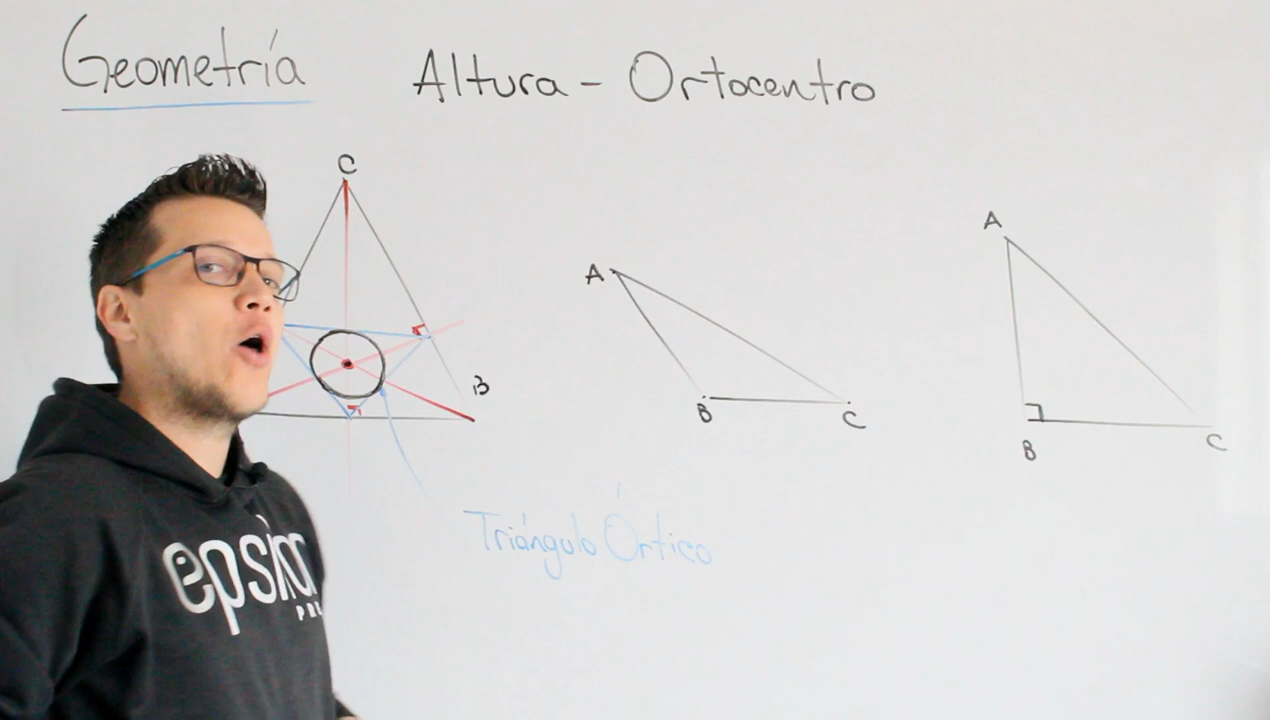 Geometría
Altura - Ortocentro
C
B
A
B
C
A
B
C
Triángulo Órtico
epsilon